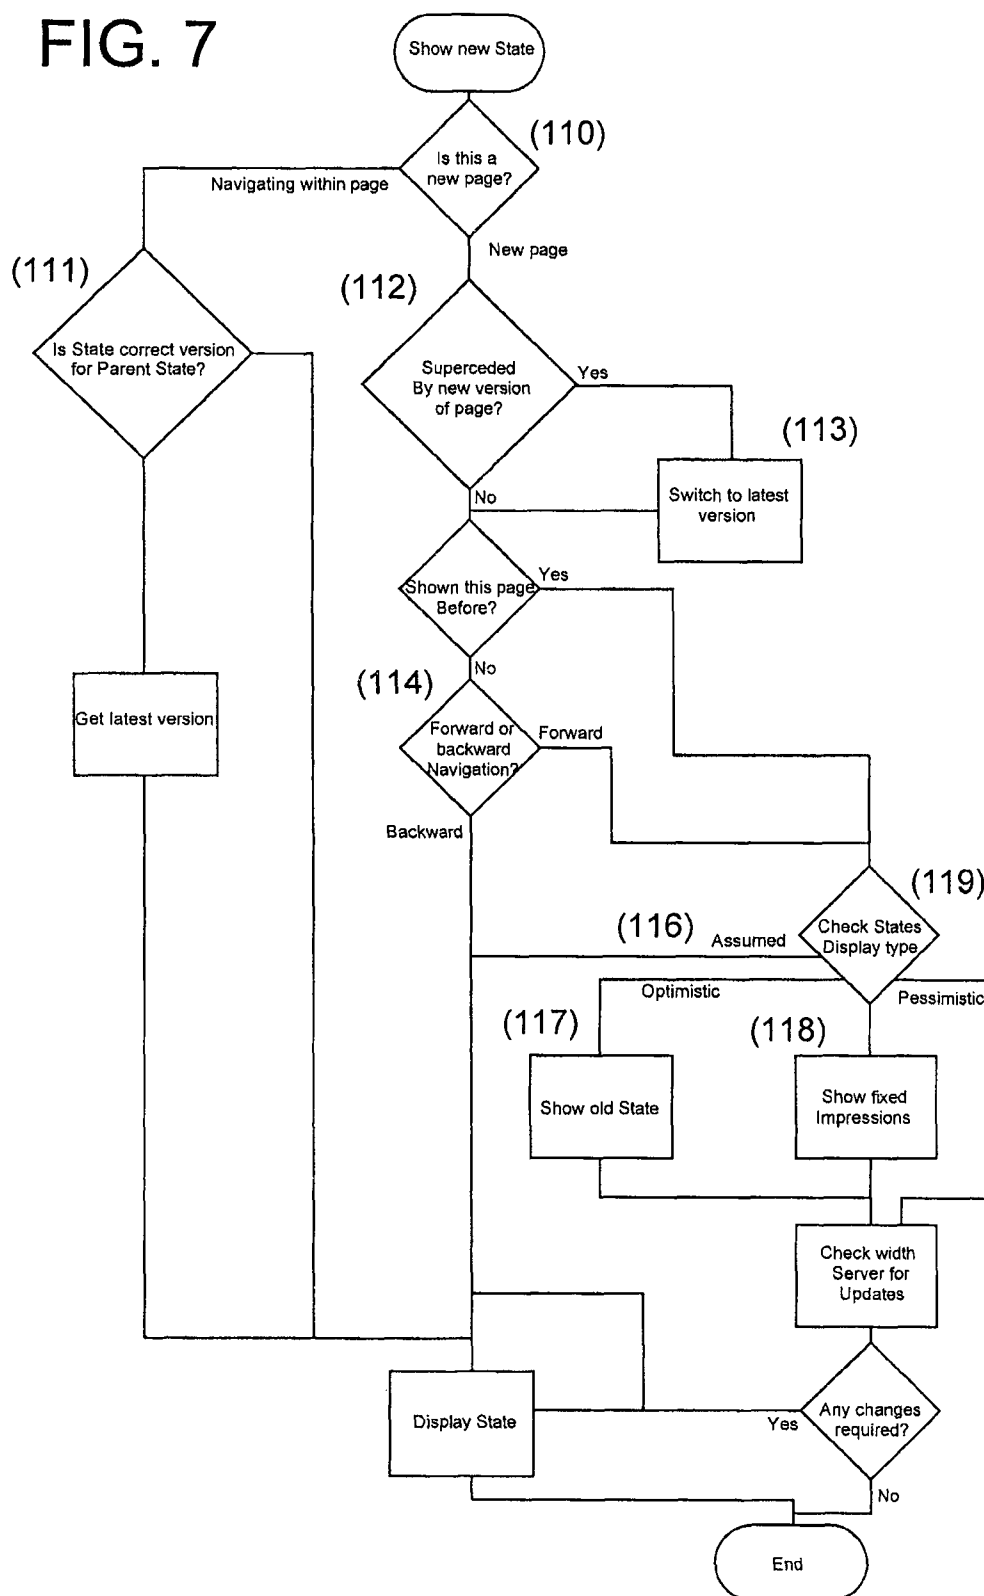 FIG. 7
Show new State
(110)
Is this a
new page?
Navigating within page
New page
(111)
(112)
Is State correct version
for Parent State?
Superceded
By new version
of page?
Yes
(113)
Switch to latest
version
No
Shown this page
Before?
Yes
No
(114)
Get latest version
Forward or
backward
Navigation?
Forward
Backward
(119)
(116)
Assumed
Check States
Display type
Optimistic
Pessimistic
(117)
(118)
Show old State
Show fixed
Impressions
Check width
Server for
Updates
Display State
Yes
Any changes
required?
No
End